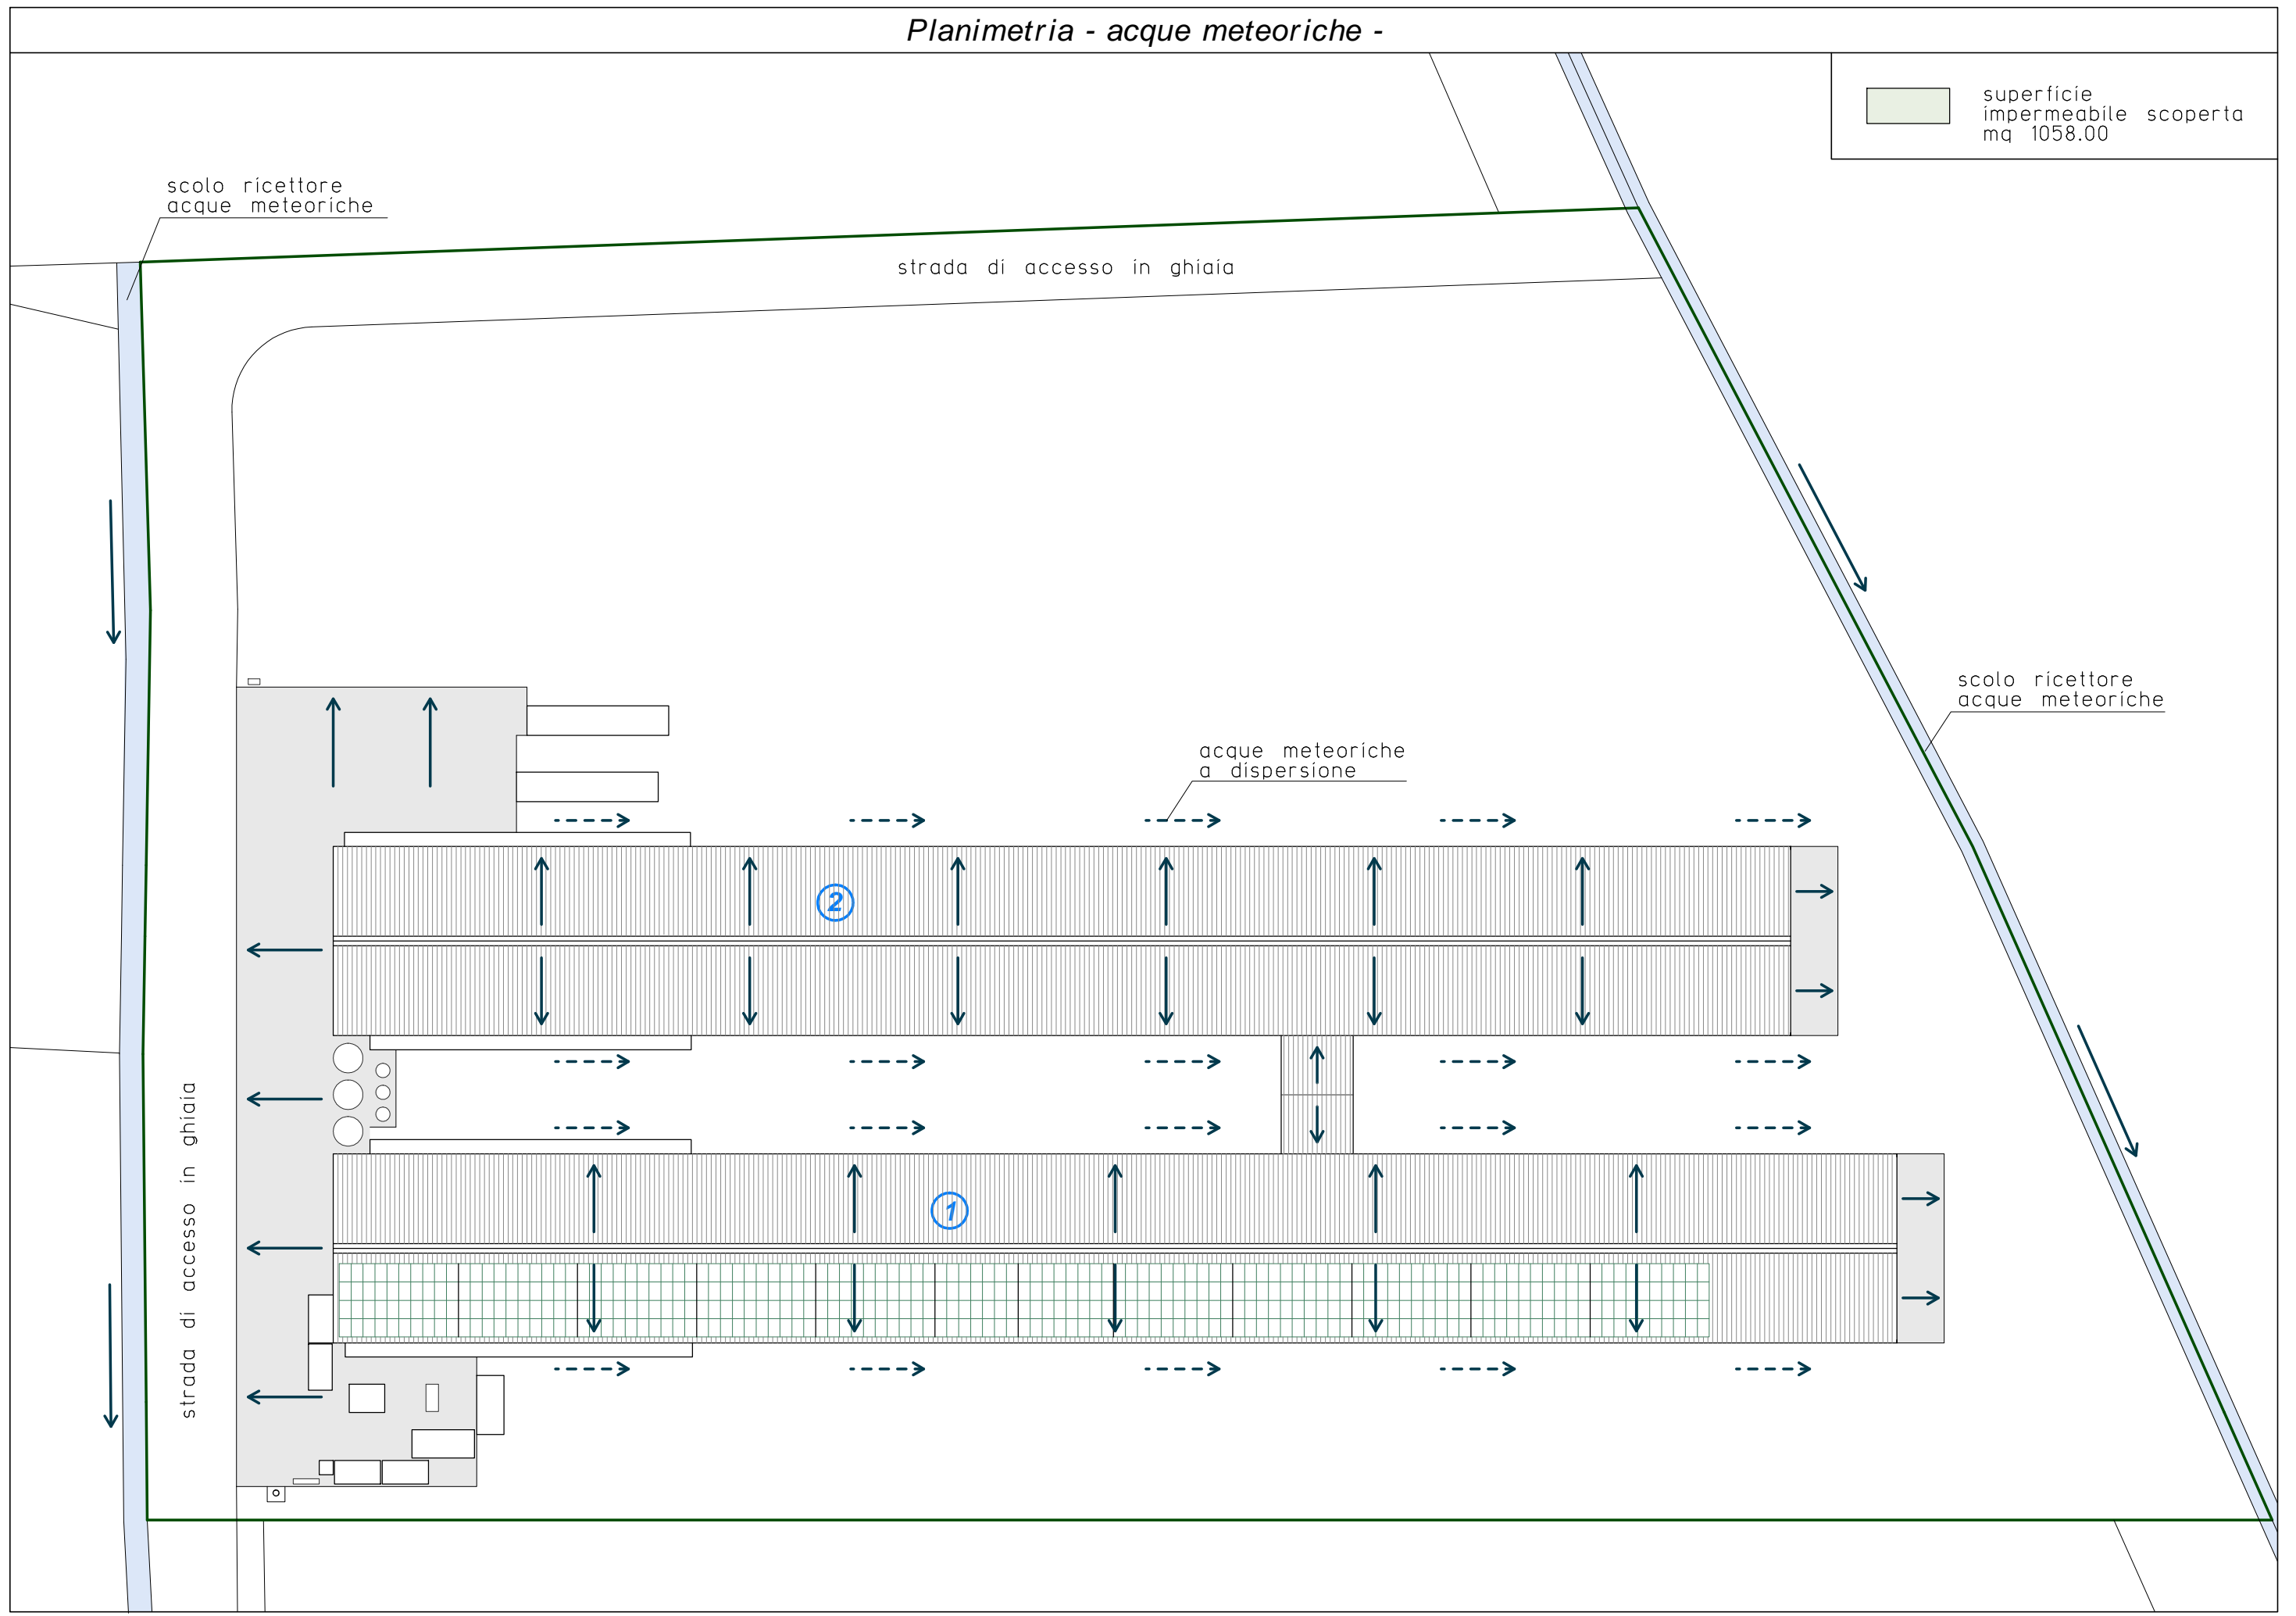 Planimetria - acque meteoriche -
superficie
impermeabile scoperta
mq 1058.00
scolo ricettore
acque meteoriche
strada di accesso in ghiaia
scolo ricettore
acque meteoriche
acque meteoriche
a dispersione
2
strada di accesso in ghiaia
1